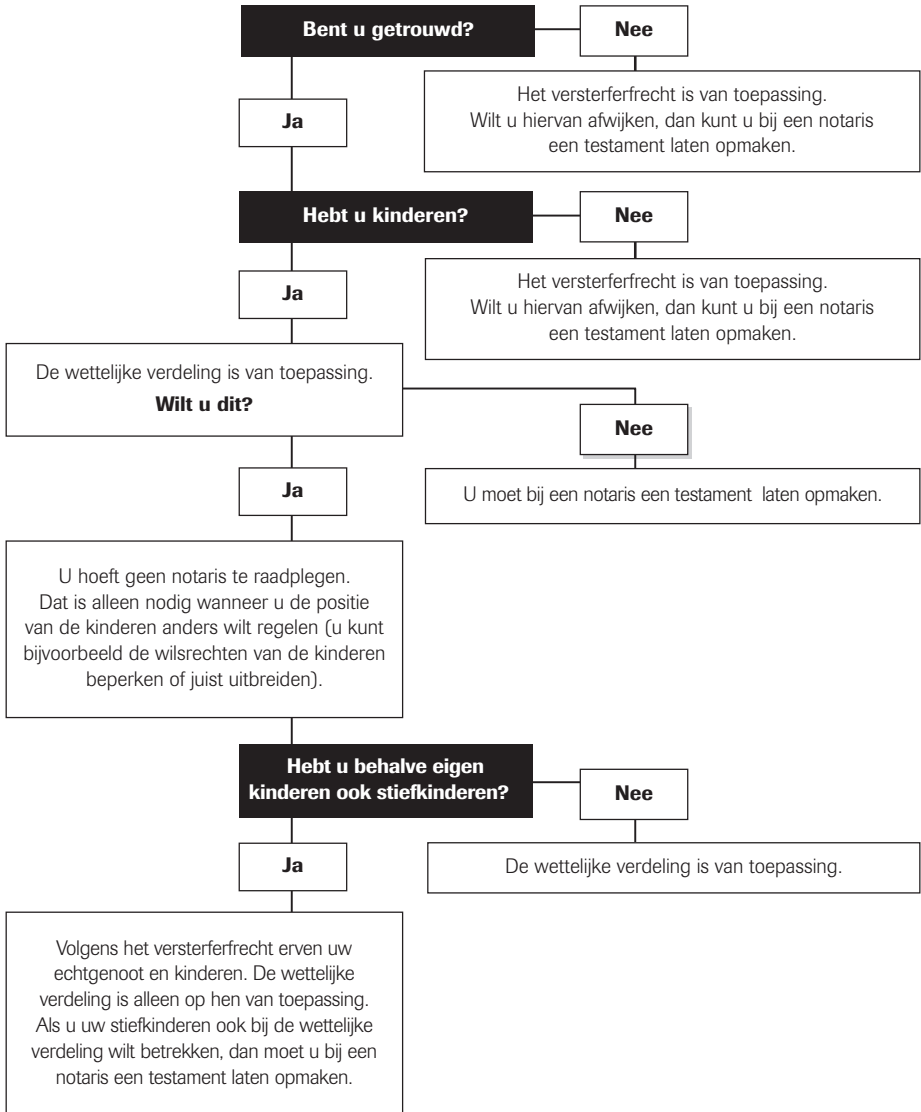 Bent u getrouwd?
Nee
Het versterferfrecht is van toepassing.
Wilt u hiervan afwijken, dan kunt u bij een notaris
een testament laten opmaken.
Ja
Hebt u kinderen?
Nee
Het versterferfrecht is van toepassing.
Wilt u hiervan afwijken, dan kunt u bij een notaris
een testament laten opmaken.
Ja
De wettelijke verdeling is van toepassing.
Wilt u dit?
Nee
U moet bij een notaris een testament laten opmaken.
Ja
U hoeft geen notaris te raadplegen.
Dat is alleen nodig wanneer u de positie
van de kinderen anders wilt regelen (u kunt
bijvoorbeeld de wilsrechten van de kinderen
beperken of juist uitbreiden).
Hebt u behalve eigen
kinderen ook stiefkinderen?
Nee
De wettelijke verdeling is van toepassing.
Ja
Volgens het versterferfrecht erven uw
echtgenoot en kinderen. De wettelijke
verdeling is alleen op hen van toepassing.
Als u uw stiefkinderen ook bij de wettelijke
verdeling wilt betrekken, dan moet u bij een
notaris een testament laten opmaken.